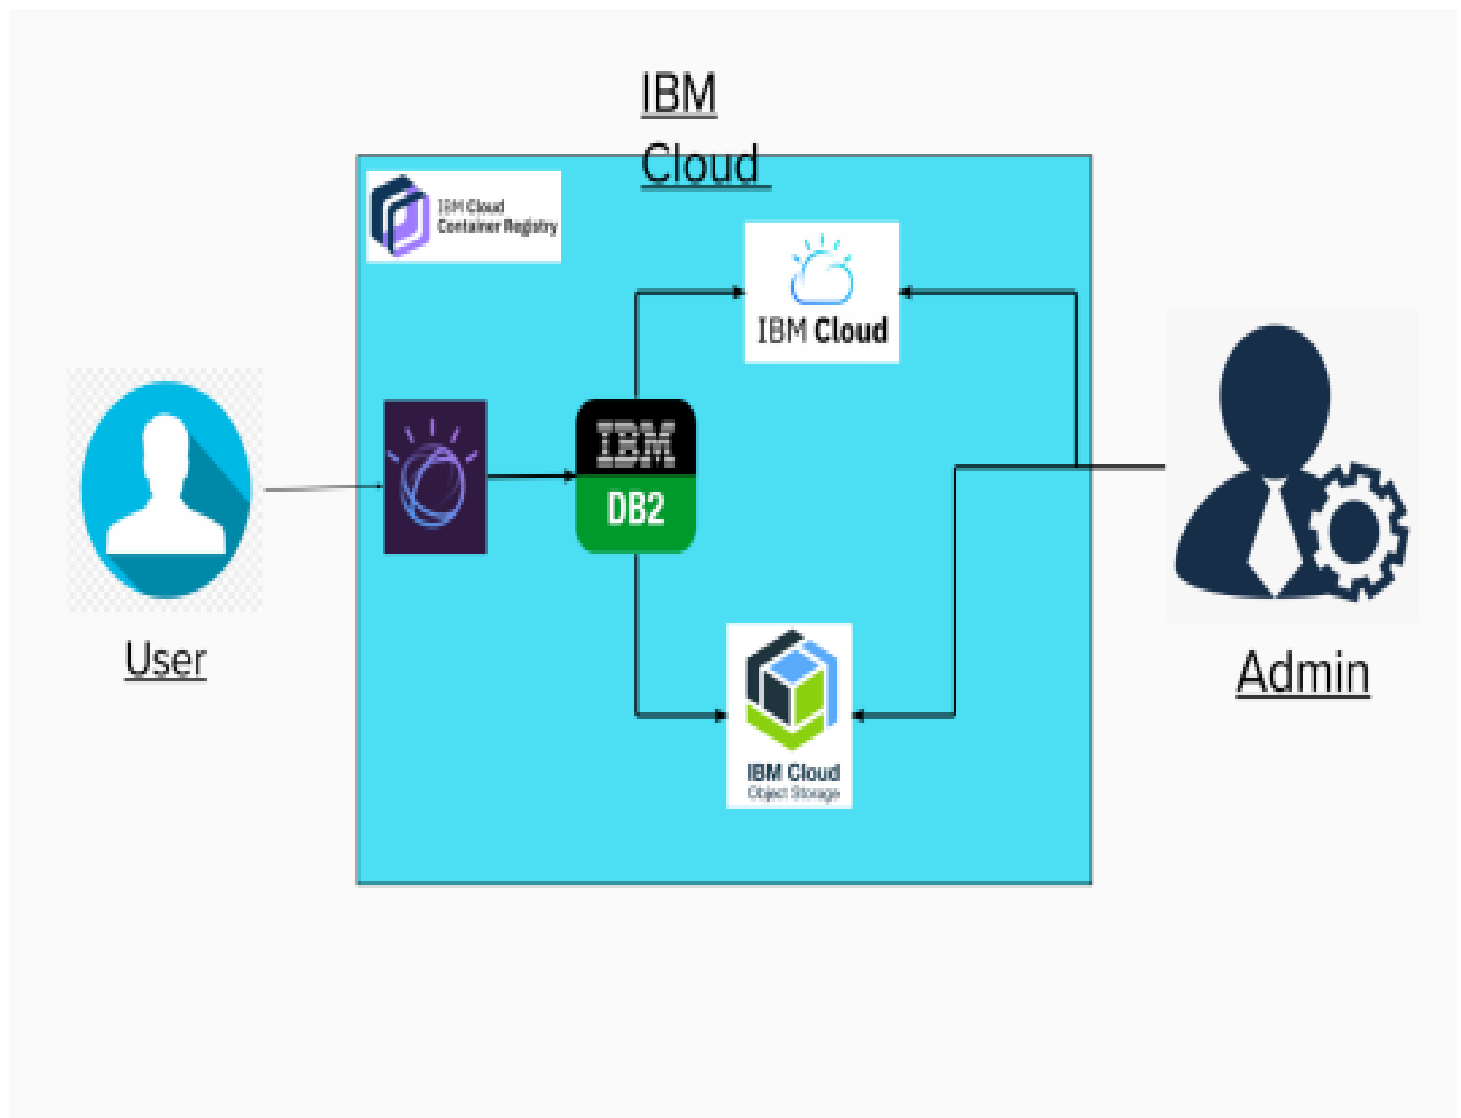 IBM
Cloud
IBM Cloud
Container Registry
IBM Cloud
IBM
DB2
User
Admin
IBM Cloud
Object Storage